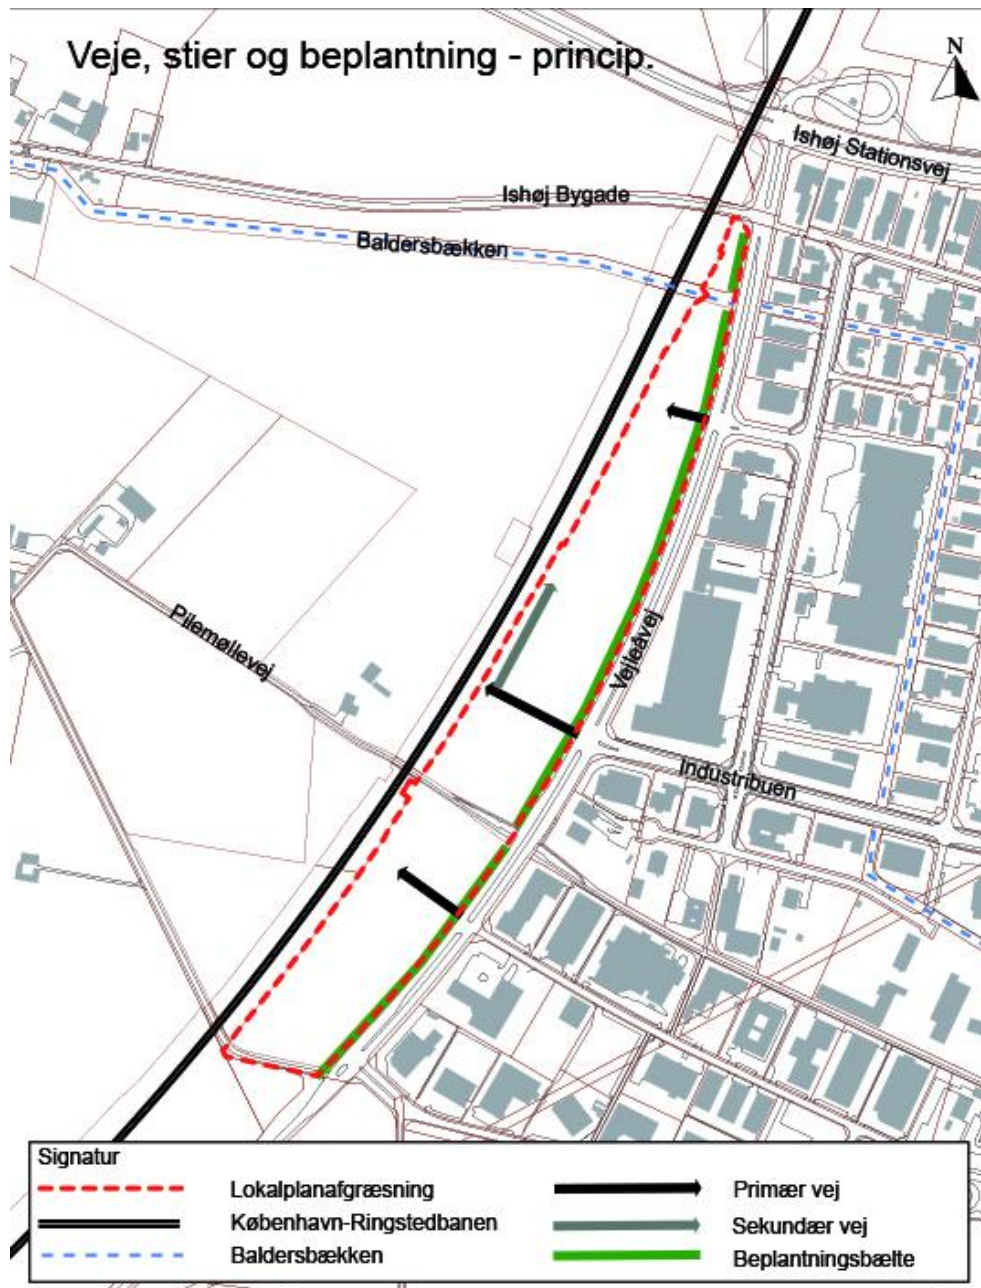 Veje, stier og beplantning - princip.
N
Ishøj Stationsvej
Ishøj Bygade
Baldersbækken
Pilemøllevej
Vejleåvej
Industribuen
Signatur
Lokalplanafgræsning
Primær vej
København-Ringstedbanen
Sekundær vej
Baldersbækken
Beplantningsbælte